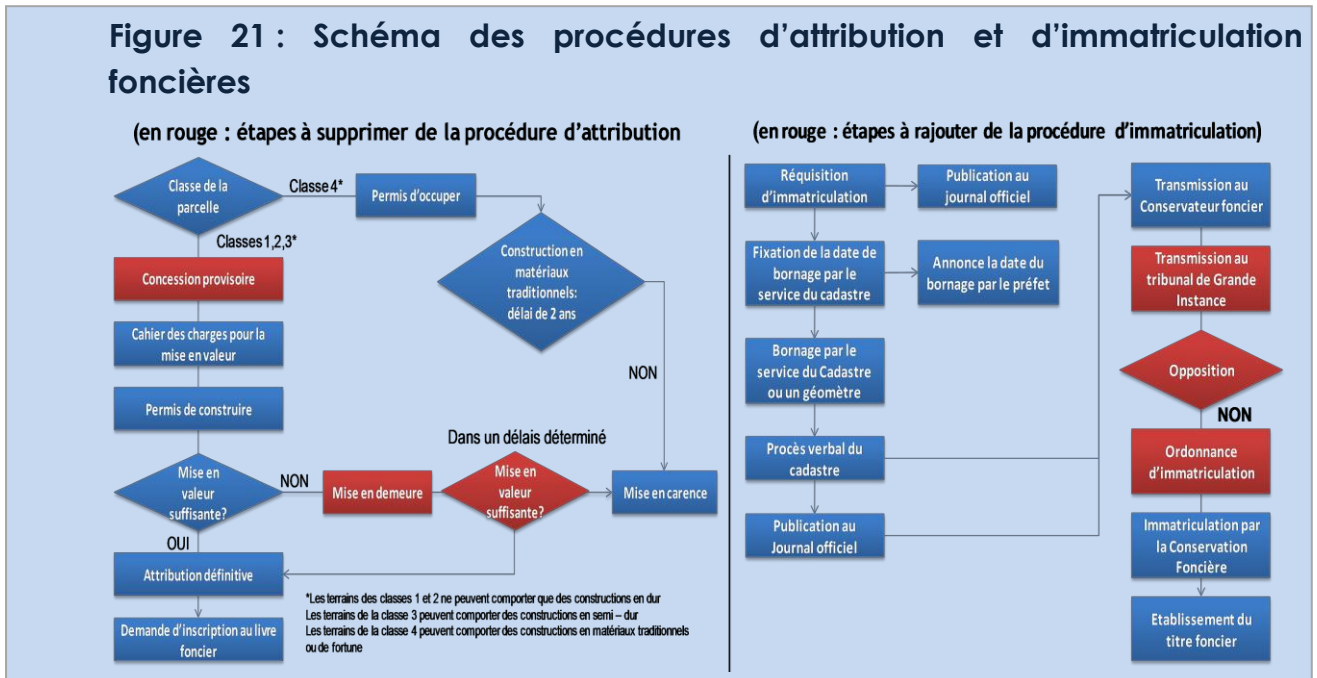 Figure 21 : Schéma des procédures d’attribution et d’immatriculation
foncières
(en rouge : étapes à supprimer de la procédure d’attribution
Classe de la
parcelle
Classe 4*
Permis d’occuper
Classes 1,2,3*
Concession provisoire
Construction en
matériaux
traditionnels:
délai de 2 ans
Cahier des charges pour la
mise en valeur
NON
Permis de construire
Dans un délais déterminé
Mise en
valeur
suffisante?
NON
Mise en demeure
Mise en
valeur
suffisante?
Mise en carence
OUI
Attribution définitive
Demande d’inscription au livre
foncier
*Les terrains des classes 1 et 2 ne peuvent comporter que des constructions en dur
Les terrains de la classe 3 peuvent comporter des constructions en semi – dur
Les terrains de la classe 4 peuvent comporter des constructions en matériaux traditionnels
ou de fortune
(en rouge : étapes à rajouter de la procédure d’immatriculation)
Réquisition
d’immatriculation
Publication au
journal officiel
Fixation de la date de
bornage par le
service du cadastre
Annonce la date du
bornage par le préfet
Bornage par le
service du Cadastre
ou un géomètre
Procès verbal du
cadastre
Publication au
Journal officiel
Transmission au
Conservateur foncier
Transmission au
tribunal de Grande
Instance
Opposition
NON
Ordonnance
d’immatriculation
Immatriculation par
la Conservation
Foncière
Etablissement du
titre foncier